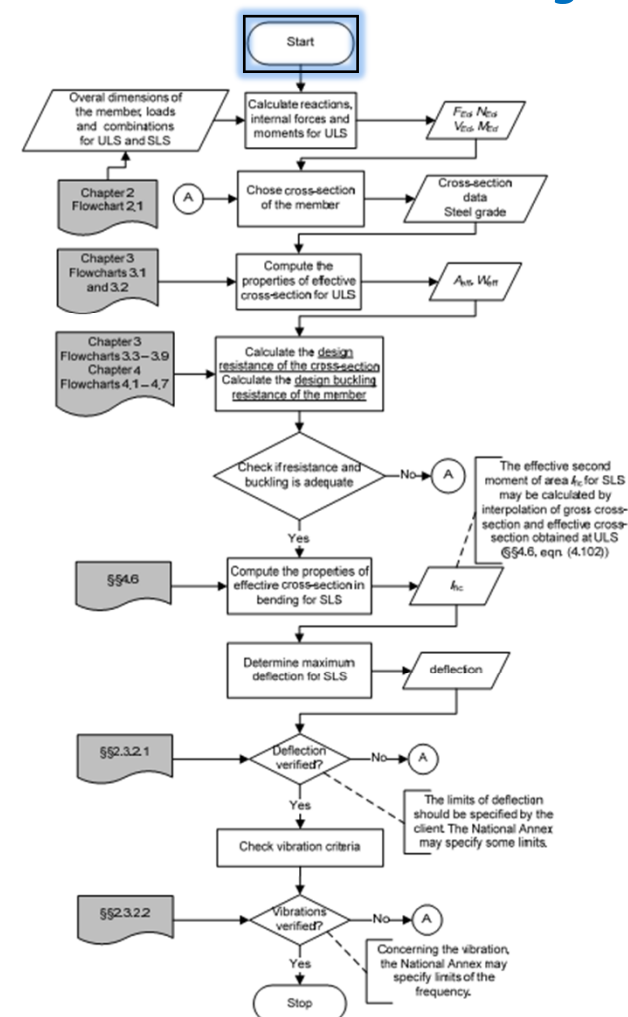 Start
Overal dimensions of
the member, loads
and combinations
for ULS and SLS
Calculate reactions,
internal forces and
moments for ULS
F_Ed, N_Ed,
V_Ed, M_Ed
Chapter 2
Flowchart 2.1
A
Chose cross-section
of the member
Cross-section
data
Steel grade
Chapter 3
Flowcharts 3.1
and 3.2
Compute the
properties of effective
cross-section for ULS
A_eff, W_eff
Chapter 3
Flowcharts 3.3–3.9
Chapter 4
Flowcharts 4.1–4.7
Calculate the design
resistance of the cross-section
Calculate the design buckling
resistance of the member
Check if resistance and
buckling is adequate
No
A
The effective second
moment of area I_fic for SLS
may be calculated by
interpolation of gross cross-
section and effective cross-
section obtained at ULS
(§§4.6, eqn. (4.102))
Yes
§§4.6
Compute the properties of
effective cross-section in
bending for SLS
I_fic
Determine maximum
deflection for SLS
deflection
§§2.3.2.1
Deflection
verified?
No
A
The limits of deflection
should be specified by the
client. The National Annex
may specify some limits.
Yes
Check vibration criteria
§§2.3.2.2
Vibrations
verified?
No
A
Concerning the vibration,
the National Annex may
specify limits of the
frequency.
Yes
Stop